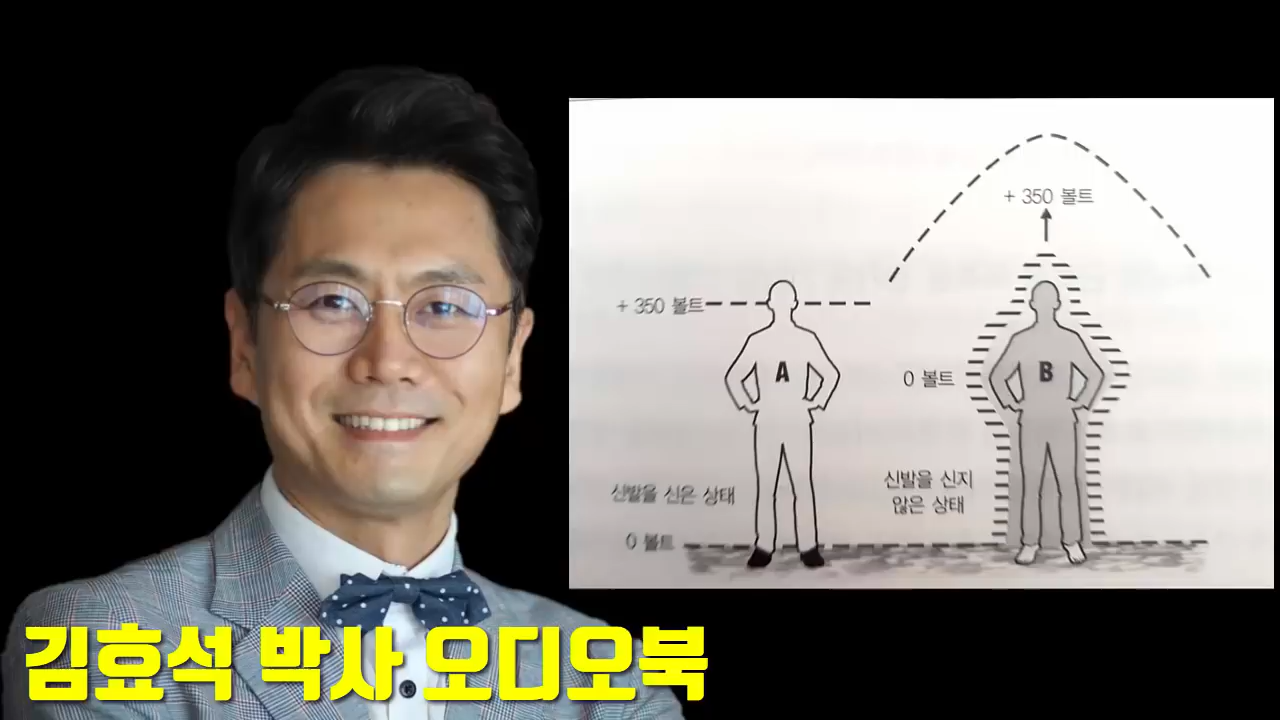 + 350 볼트
+ 350 볼트
A
B
0 볼트
신발을 신은 상태
신발을 신지
않은 상태
0 볼트
김효석 박사 오디오북